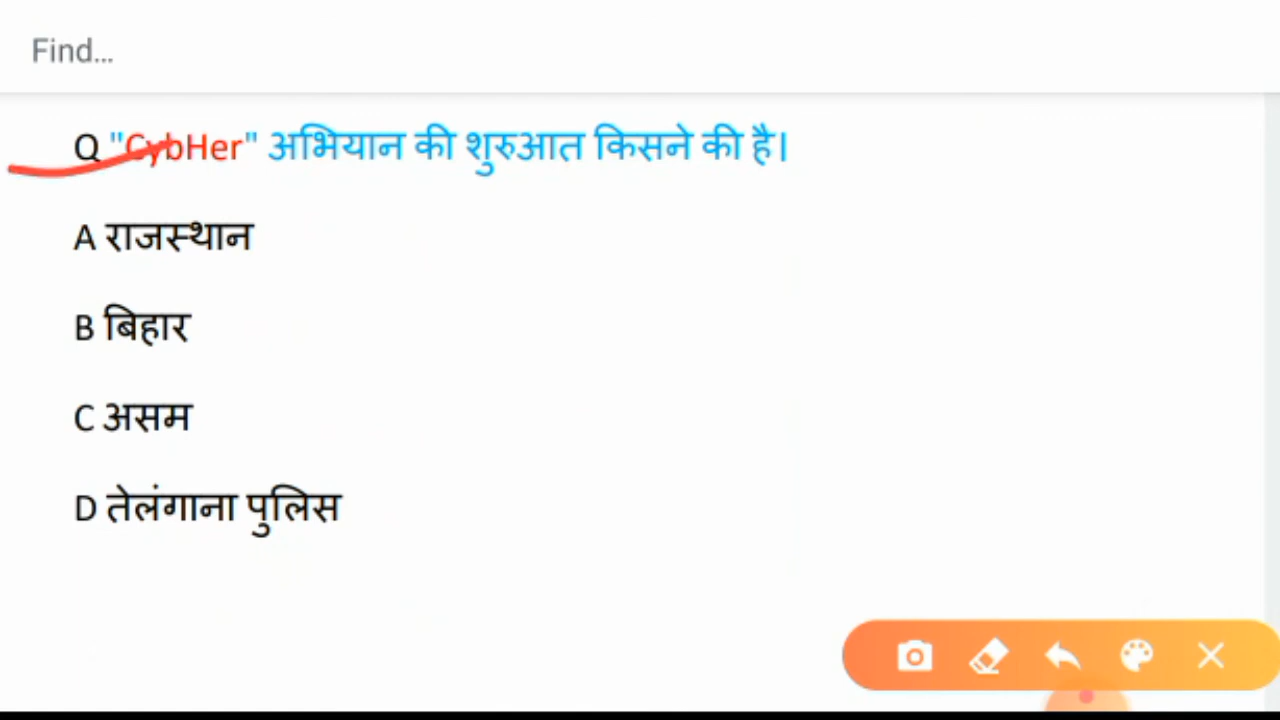 Find...
Q "CybHer" अभियान की शुरुआत किसने की है।
A राजस्थान
B बिहार
C असम
D तेलंगाना पुलिस